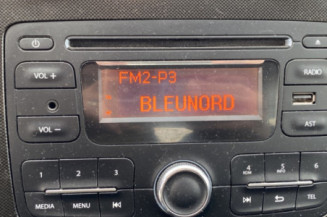 FM2-P3
BLEUNORD
VOL +
RADIO
VOL −
AST
1 2 3
4 5 6
MEDIA MENU
TEL